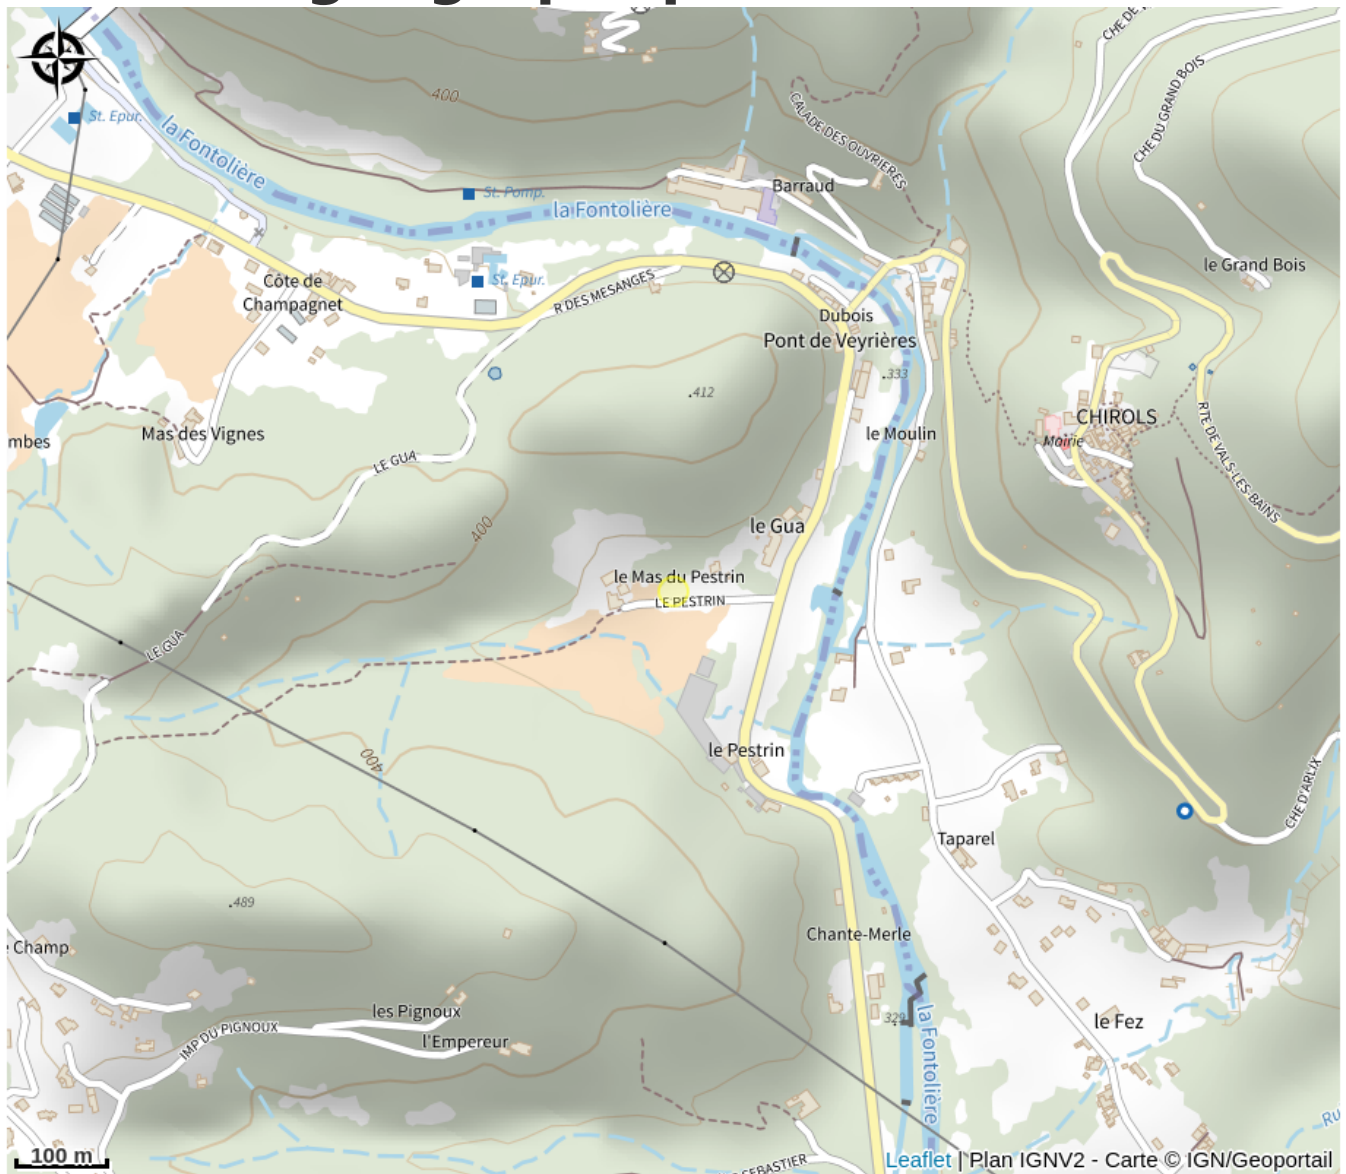 400
CHE DU GRAND BOIS
St. Epur.
la Fontolière
CALADE DES OUVRIERES
St. Pomp.
Barraud
la Fontolière
le Grand Bois
Côte de
Champagnet
St. Epur.
R DES MESANGES
Dubois
Pont de Veyrières
333
412
CHIROLS
Mairie
Mas des Vignes
mbes
le Moulin
LE GUA
RTE DE VALS-LES-BAINS
400
le Gua
le Mas du Pestrin
LE PESTRIN
LE GUA
400
le Pestrin
CHE D'ARLIX
Taparel
489
Chante-Merle
Champ
les Pignoux
329
le Fez
IMP DU PIGNOUX
l'Empereur
la Fontolière
Ru
SEBASTIER
100 m
Leaflet | Plan IGNV2 - Carte © IGN/Geoportail